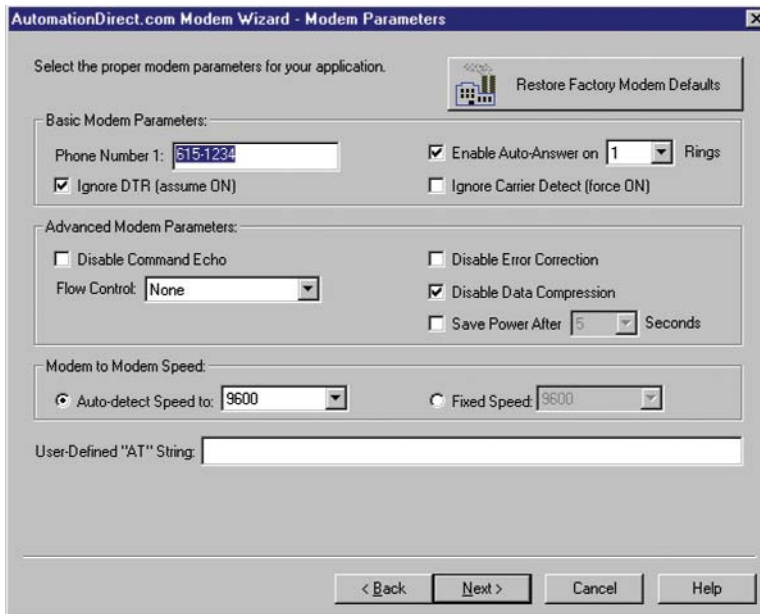 AutomationDirect.com Modem Wizard - Modem Parameters
Select the proper modem parameters for your application.
Restore Factory Modem Defaults
Basic Modem Parameters:
Phone Number 1: 615-1234
Enable Auto-Answer on 1 Rings
Ignore DTR (assume ON)
Ignore Carrier Detect (force ON)
Advanced Modem Parameters:
Disable Command Echo
Disable Error Correction
Flow Control: None
Disable Data Compression
Save Power After 5 Seconds
Modem to Modem Speed:
Auto-detect Speed to: 9600
Fixed Speed: 9600
User-Defined "AT" String:
< Back
Next >
Cancel
Help